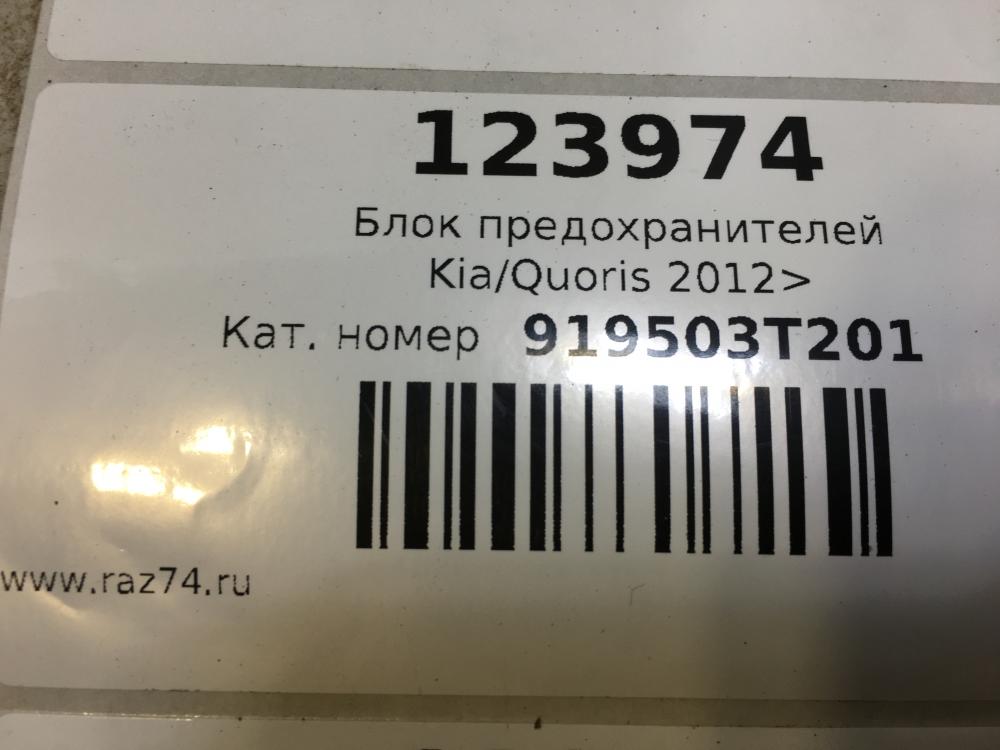 123974
Блок предохранителей
Kia/Quoris 2012>
Кат. номер 919503T201
www.raz74.ru